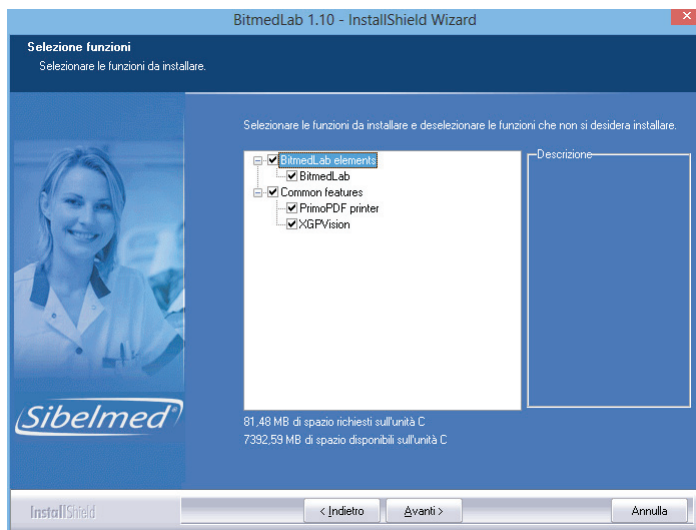 BitmedLab 1.10 - InstallShield Wizard
Selezione funzioni
Selezionare le funzioni da installare.
Selezionare le funzioni da installare e deselezionare le funzioni che non si desidera installare.
BitmedLab elements
BitmedLab
Common features
PrimoPDF printer
XGPVision
Descrizione
Sibelmed®
81,48 MB di spazio richiesti sull'unità C
7392,59 MB di spazio disponibili sull'unità C
InstallShield
< Indietro
Avanti >
Annulla